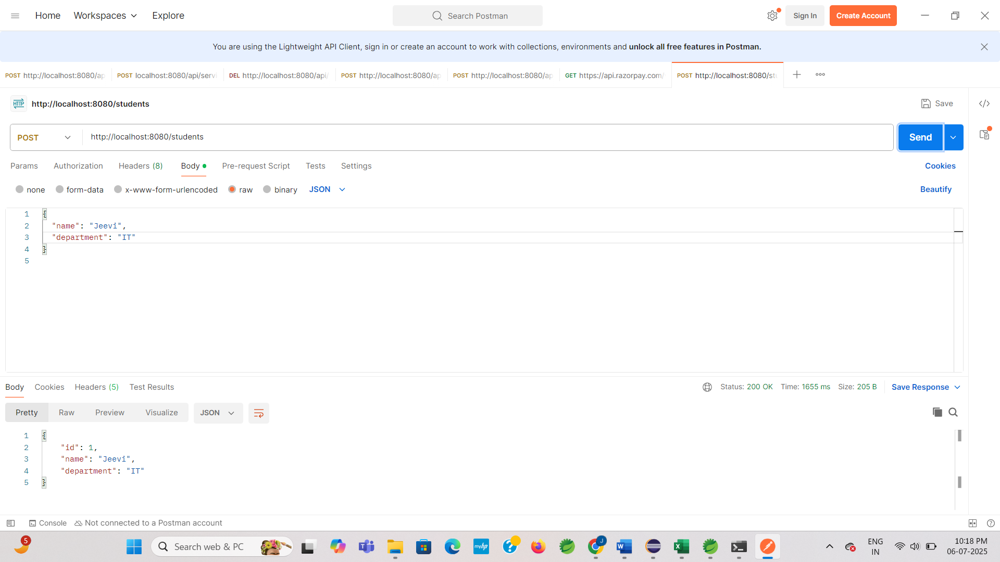 Home Workspaces Explore Search Postman Sign In Create Account
You are using the Lightweight API Client, sign in or create an account to work with collections, environments and unlock all free features in Postman.
POST http://localhost:8080/ap POST localhost:8080/api/servi DEL http://localhost:8080/api/ POST http://localhost:8080/ap POST http://localhost:8080/ap GET https://api.razorpay.com/ POST http://localhost:8080/stu
HTTP http://localhost:8080/students Save
POST http://localhost:8080/students Send
Params Authorization Headers (8) Body Pre-request Script Tests Settings Cookies
none form-data x-www-form-urlencoded raw binary JSON Beautify
1 {
2 "name": "Jeevi",
3 "department": "IT"
4 }
5
Body Cookies Headers (5) Test Results Status: 200 OK Time: 1655 ms Size: 205 B Save Response
Pretty Raw Preview Visualize JSON
1 {
2 "id": 1,
3 "name": "Jeevi",
4 "department": "IT"
5 }
Console Not connected to a Postman account
5 Search web & PC myhp J ENG 10:18 PM
IN 06-07-2025